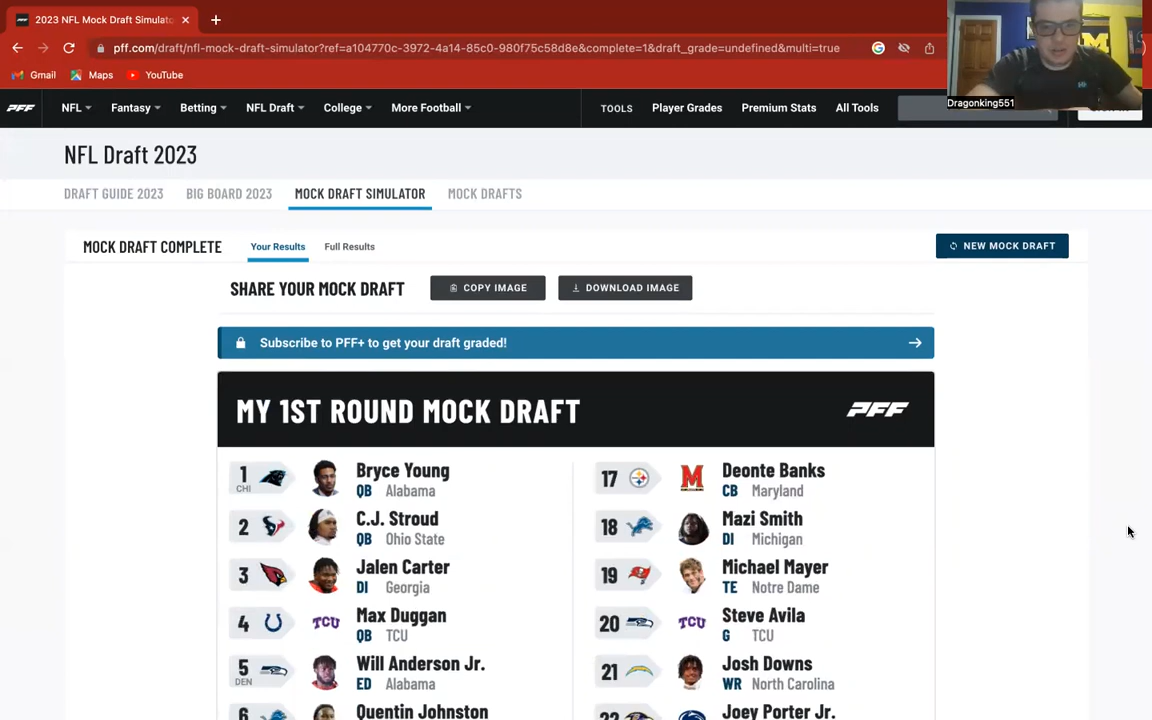 2023 NFL Mock Draft Simulato
pff.com/draft/nfl-mock-draft-simulator?ref=a104770c-3972-4a14-85c0-980f75c58d8e&complete=1&draft_grade=undefined&multi=true
Gmail Maps YouTube
Dragonking551
PFF NFL Fantasy Betting NFL Draft College More Football TOOLS Player Grades Premium Stats All Tools
NFL Draft 2023
DRAFT GUIDE 2023 BIG BOARD 2023 MOCK DRAFT SIMULATOR MOCK DRAFTS
MOCK DRAFT COMPLETE Your Results Full Results NEW MOCK DRAFT
SHARE YOUR MOCK DRAFT COPY IMAGE DOWNLOAD IMAGE
Subscribe to PFF+ to get your draft graded!
MY 1ST ROUND MOCK DRAFT PFF
1 CHI Bryce Young
QB Alabama
2 C.J. Stroud
QB Ohio State
3 Jalen Carter
DI Georgia
4 TCU Max Duggan
QB TCU
5 DEN Will Anderson Jr.
ED Alabama
6 Quentin Johnston
17 M Deonte Banks
CB Maryland
18 Mazi Smith
DI Michigan
19 Michael Mayer
TE Notre Dame
20 TCU Steve Avila
G TCU
21 Josh Downs
WR North Carolina
22 Joey Porter Jr.